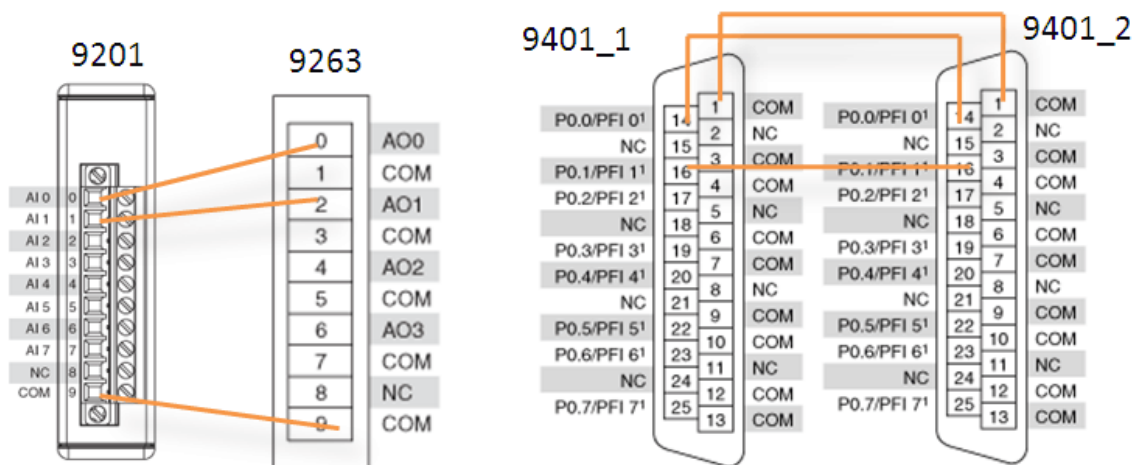 9201
9263
9401_1
9401_2
AI 0 0
AI 1 1
AI 2 2
AI 3 3
AI 4 4
AI 5 5
AI 6 6
AI 7 7
NC 8
COM 9
0 AO0
1 COM
2 AO1
3 COM
4 AO2
5 COM
6 AO3
7 COM
8 NC
9 COM
1 COM
P0.0/PFI 0¹ 14
2 NC
NC 15
3 COM
P0.1/PFI 1¹ 16
4 COM
P0.2/PFI 2¹ 17
5 NC
NC 18
6 COM
P0.3/PFI 3¹ 19
7 COM
P0.4/PFI 4¹ 20
8 NC
NC 21
9 COM
P0.5/PFI 5¹ 22
10 COM
P0.6/PFI 6¹ 23
11 NC
NC 24
12 COM
P0.7/PFI 7¹ 25
13 COM
1 COM
P0.0/PFI 0¹ 14
2 NC
NC 15
3 COM
P0.1/PFI 1¹ 16
4 COM
P0.2/PFI 2¹ 17
5 NC
NC 18
6 COM
P0.3/PFI 3¹ 19
7 COM
P0.4/PFI 4¹ 20
8 NC
NC 21
9 COM
P0.5/PFI 5¹ 22
10 COM
P0.6/PFI 6¹ 23
11 NC
NC 24
12 COM
P0.7/PFI 7¹ 25
13 COM